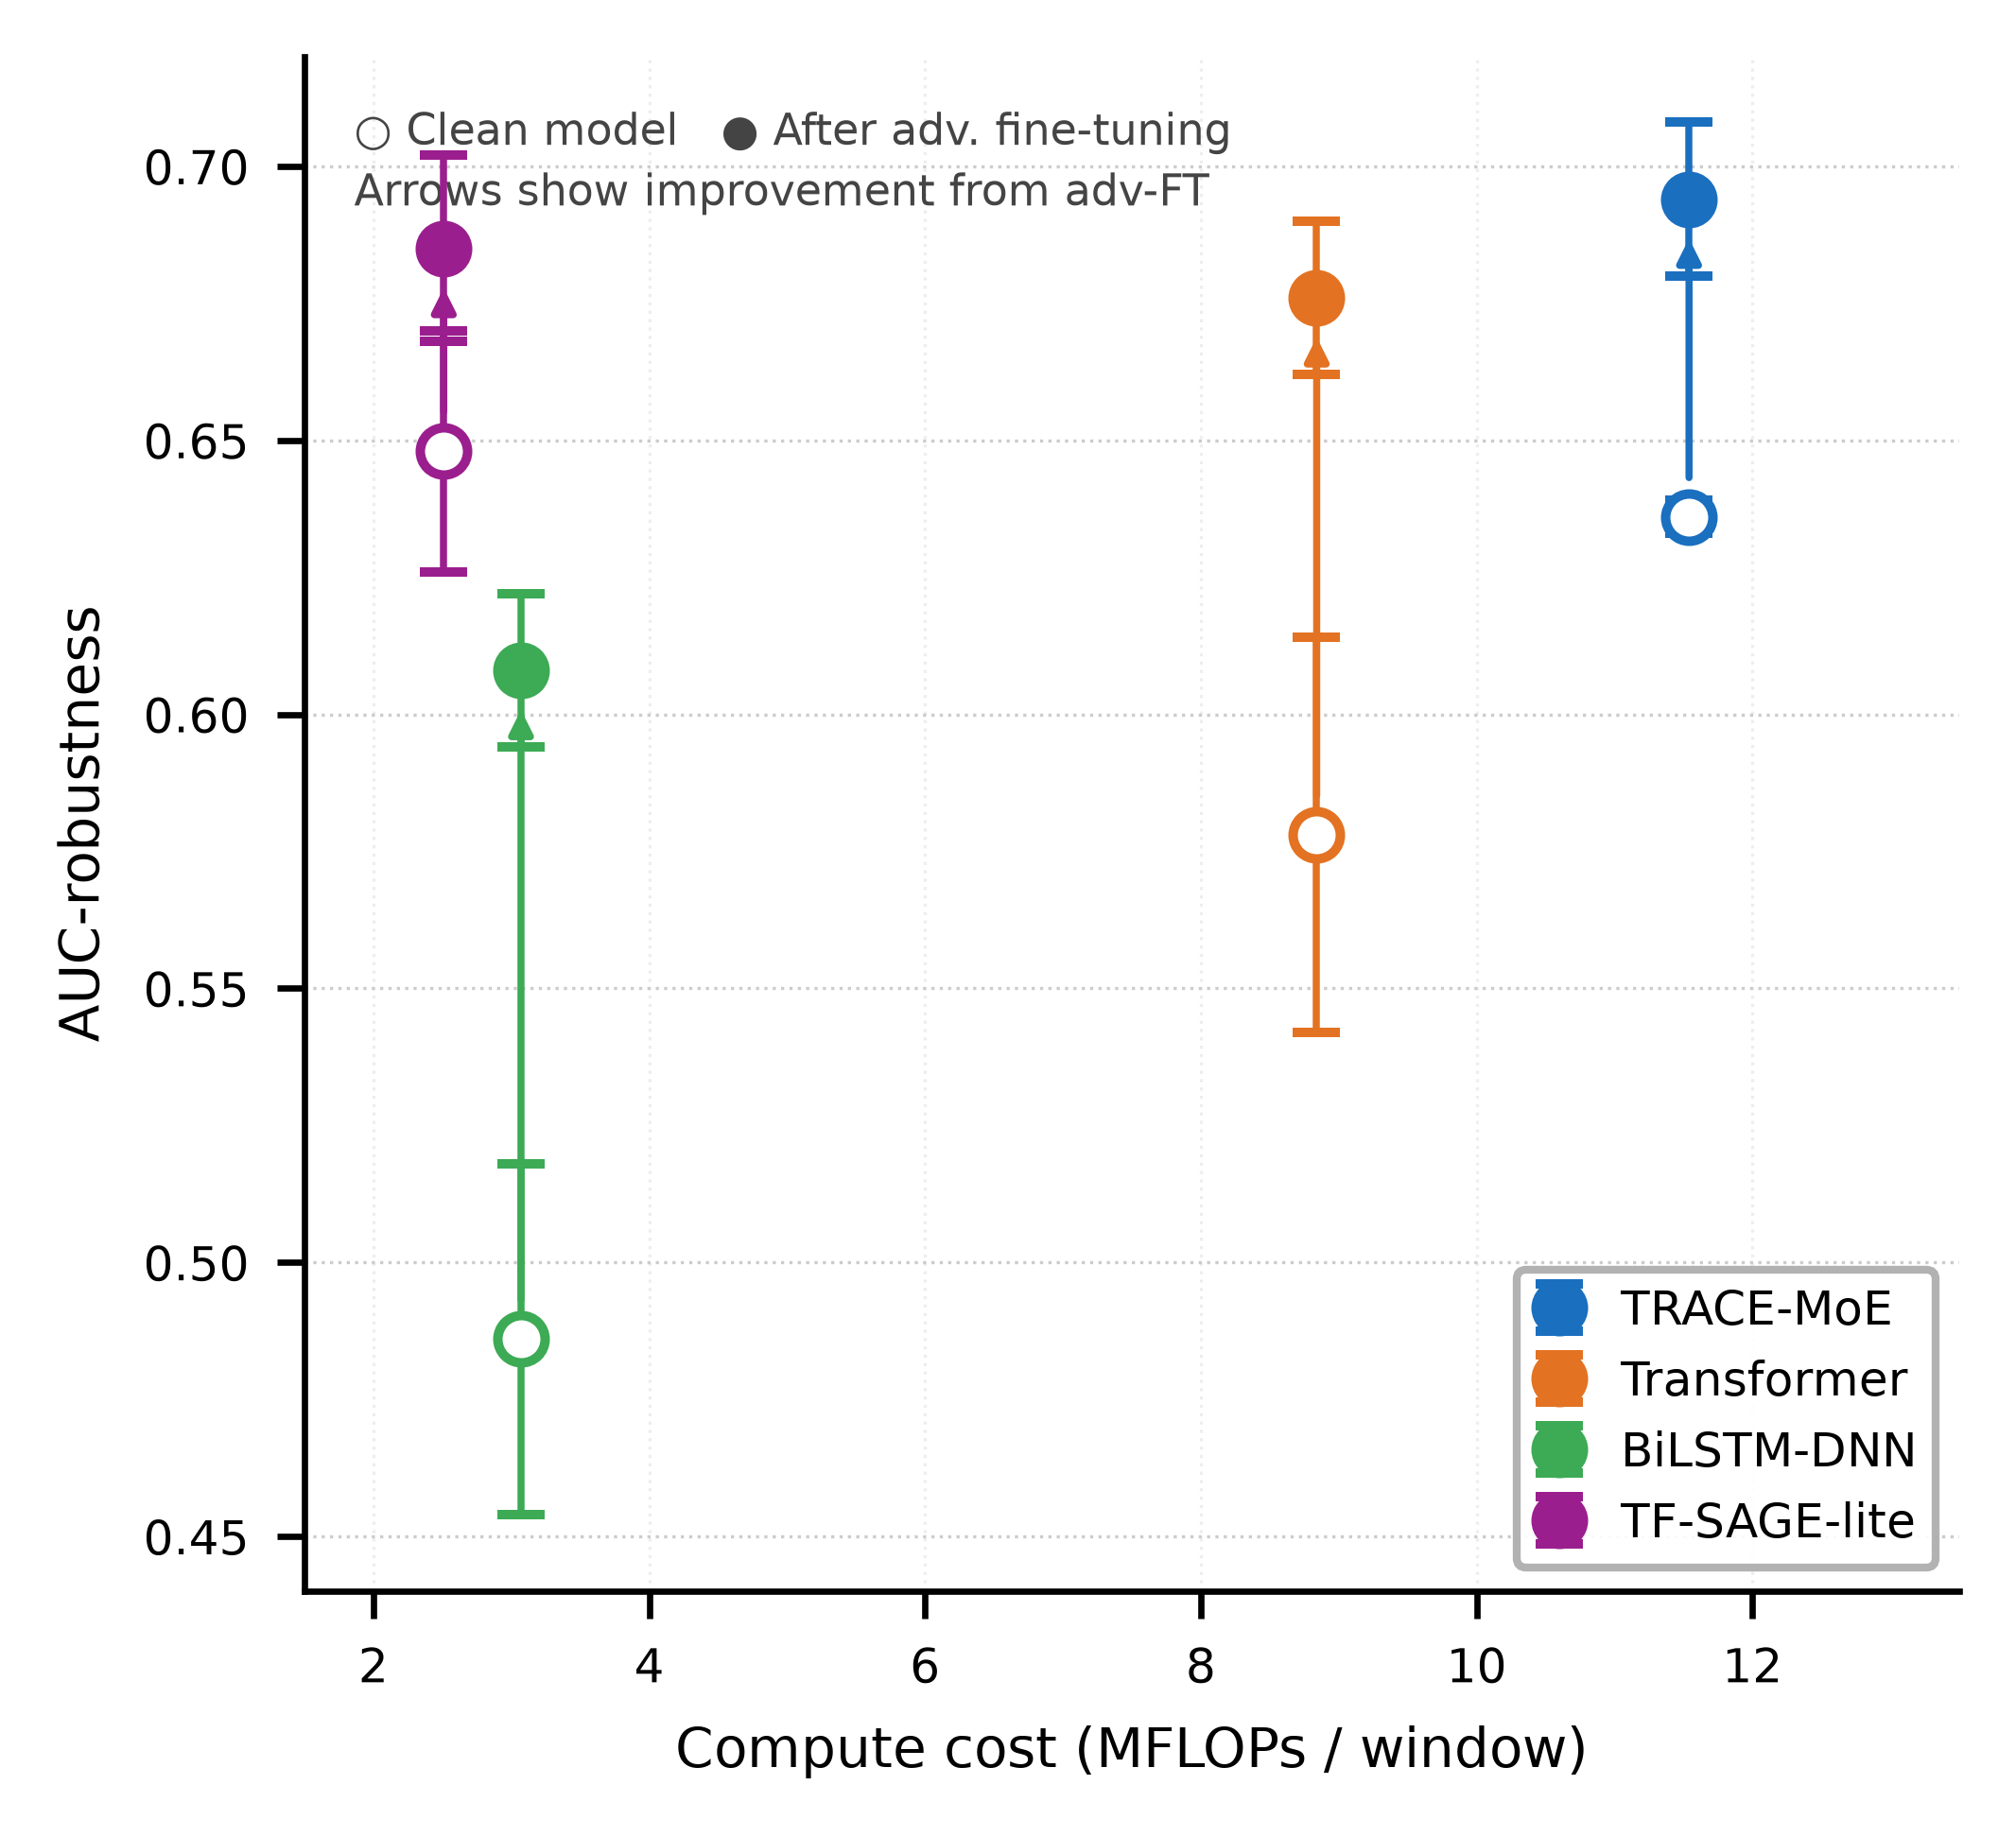 Clean model After adv. fine-tuning
Arrows show improvement from adv-FT
0.70
0.65
0.60
0.55
0.50
0.45
AUC-robustness
TRACE-MoE
Transformer
BiLSTM-DNN
TF-SAGE-lite
2 4 6 8 10 12
Compute cost (MFLOPs / window)